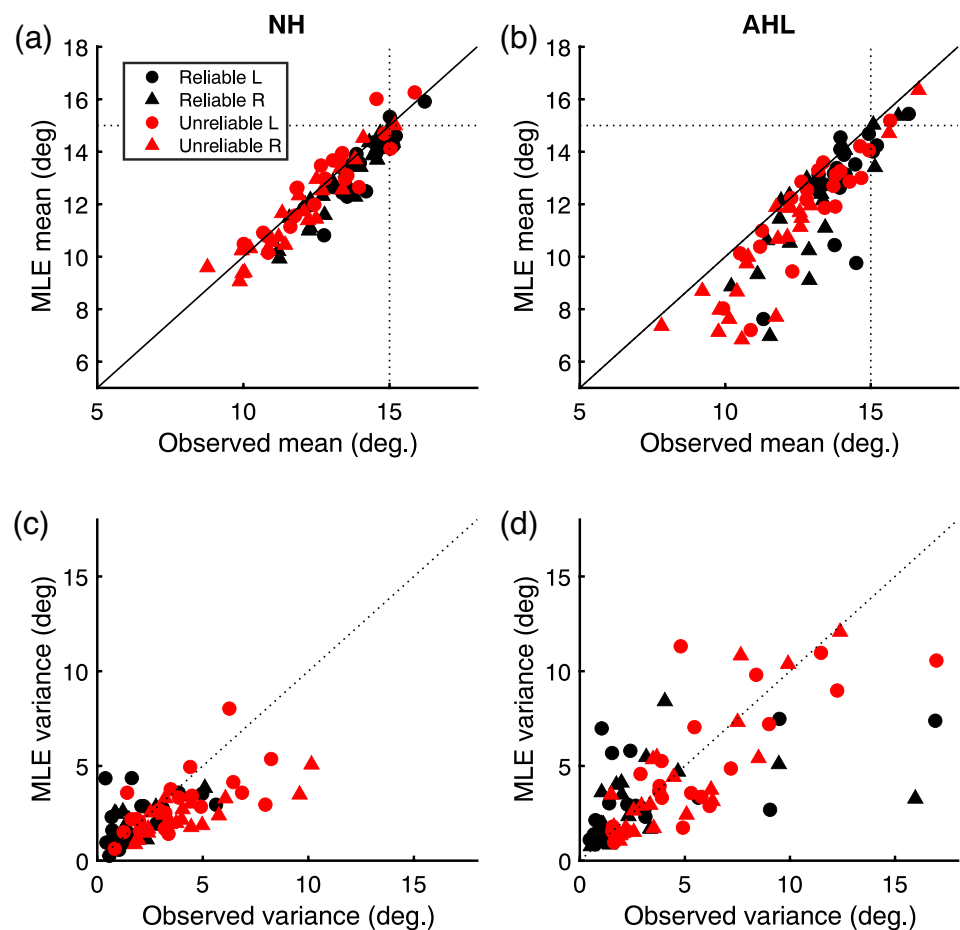 NH
AHL
(a)
(b)
18
16
14
12
10
8
6
MLE mean (deg)
Reliable L
Reliable R
Unreliable L
Unreliable R
5
10
15
Observed mean (deg.)
18
16
14
12
10
8
6
MLE mean (deg)
5
10
15
Observed mean (deg.)
(c)
(d)
15
10
5
0
MLE variance (deg)
0
5
10
15
Observed variance (deg.)
15
10
5
0
MLE variance (deg)
0
5
10
15
Observed variance (deg.)